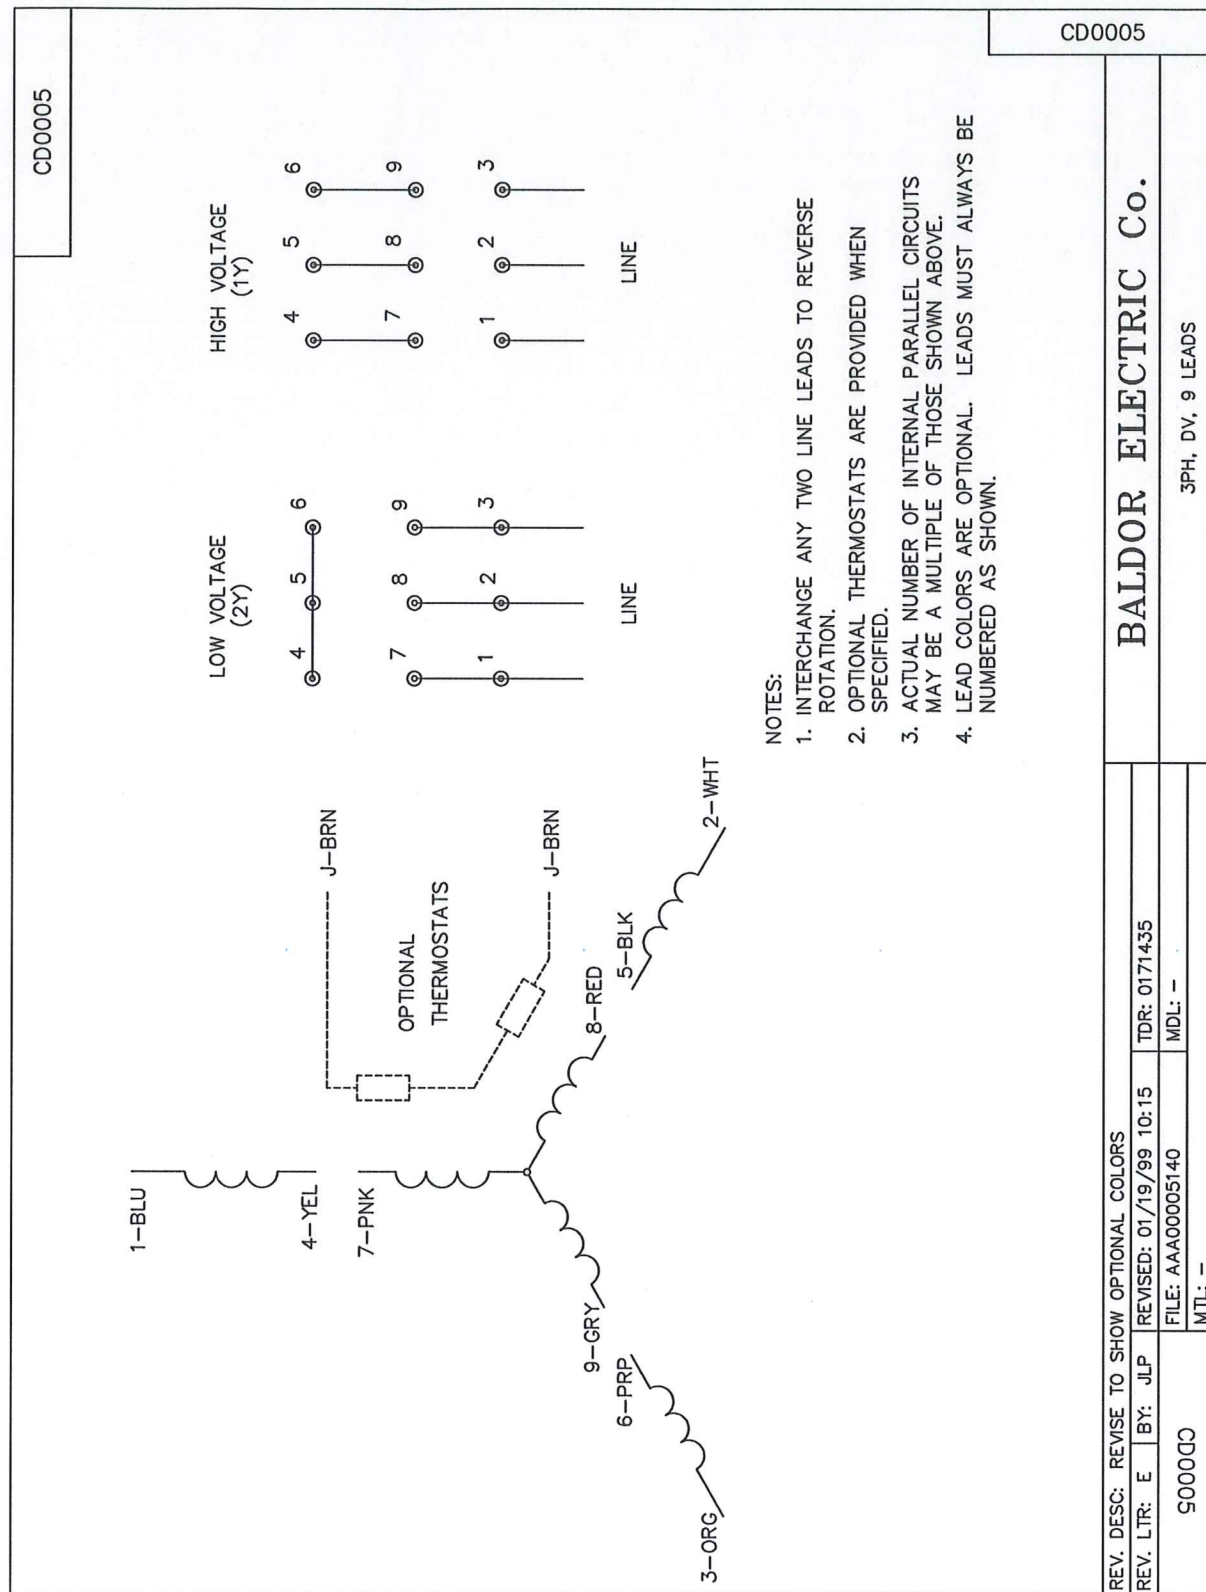 CD0005
CD0005
1-BLU
4-YEL
7-PNK
J-BRN
OPTIONAL
THERMOSTATS
J-BRN
9-GRY
8-RED
6-PRP
5-BLK
3-ORG
2-WHT
LOW VOLTAGE
(2Y)
4 5 6
7 8 9
1 2 3
LINE
HIGH VOLTAGE
(1Y)
4 5 6
7 8 9
1 2 3
LINE
NOTES:
1. INTERCHANGE ANY TWO LINE LEADS TO REVERSE
ROTATION.
2. OPTIONAL THERMOSTATS ARE PROVIDED WHEN
SPECIFIED.
3. ACTUAL NUMBER OF INTERNAL PARALLEL CIRCUITS
MAY BE A MULTIPLE OF THOSE SHOWN ABOVE.
4. LEAD COLORS ARE OPTIONAL. LEADS MUST ALWAYS BE
NUMBERED AS SHOWN.
REV. DESC: REVISE TO SHOW OPTIONAL COLORS
REV. LTR: E BY: JLP REVISED: 01/19/99 10:15 TDR: 0171435
CD0005
FILE: AAA00005140 MDL: -
MTL: -
BALDOR ELECTRIC Co.
3PH, DV, 9 LEADS